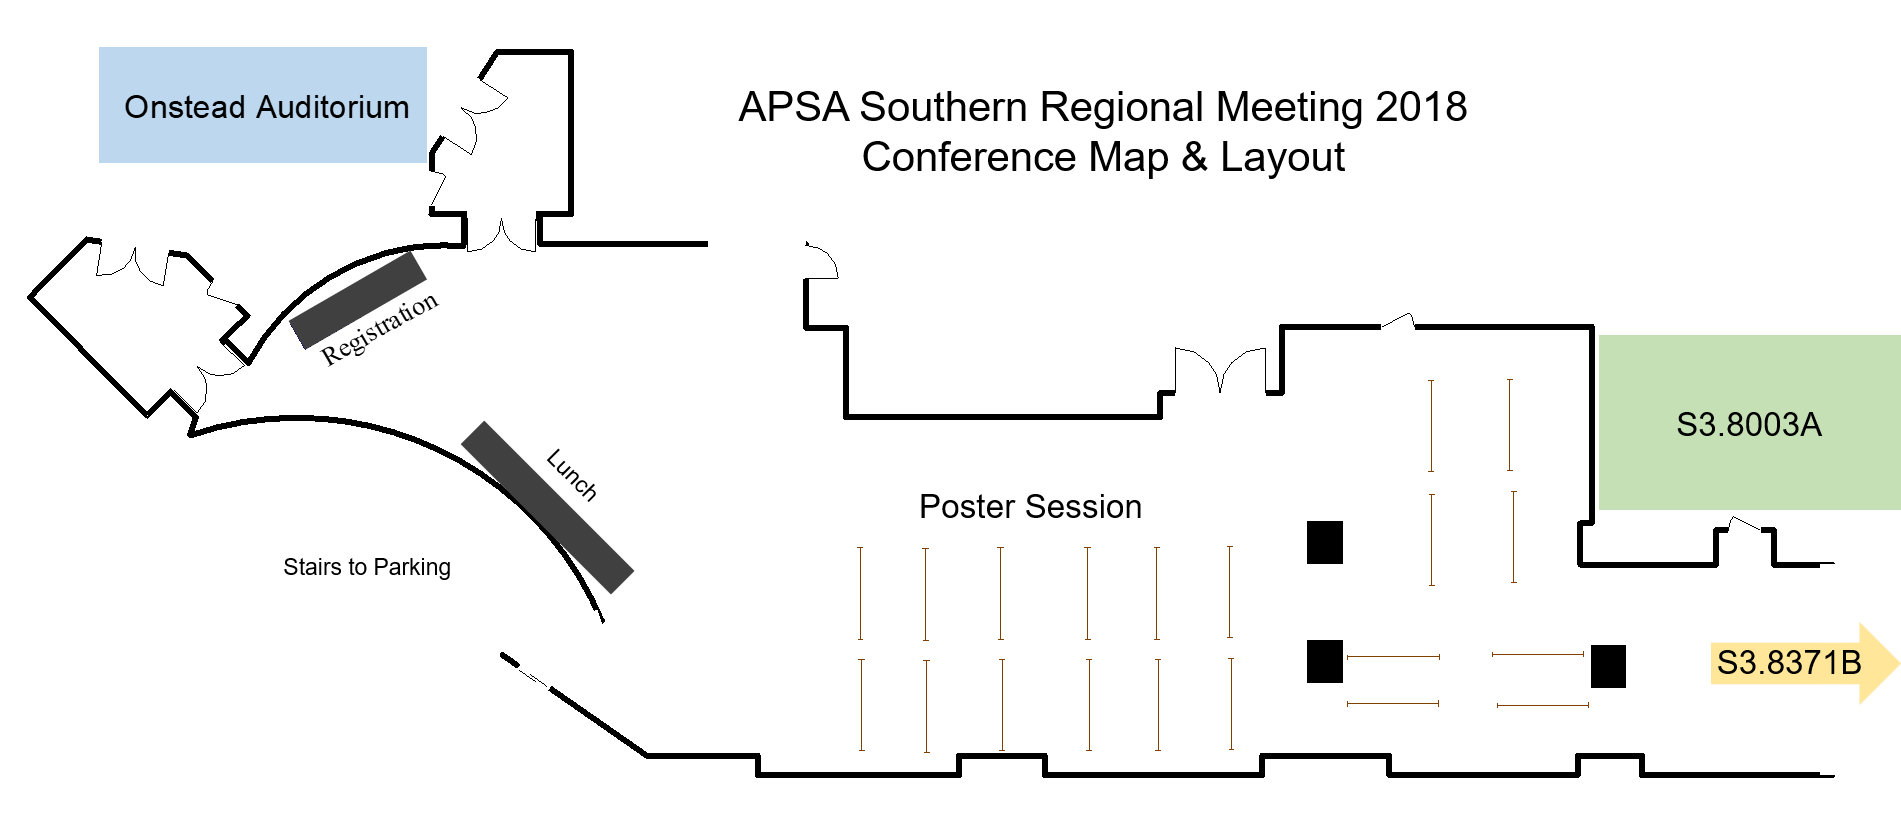 Onstead Auditorium
APSA Southern Regional Meeting 2018
Conference Map & Layout
Registration
S3.8003A
Lunch
Poster Session
Stairs to Parking
S3.8371B